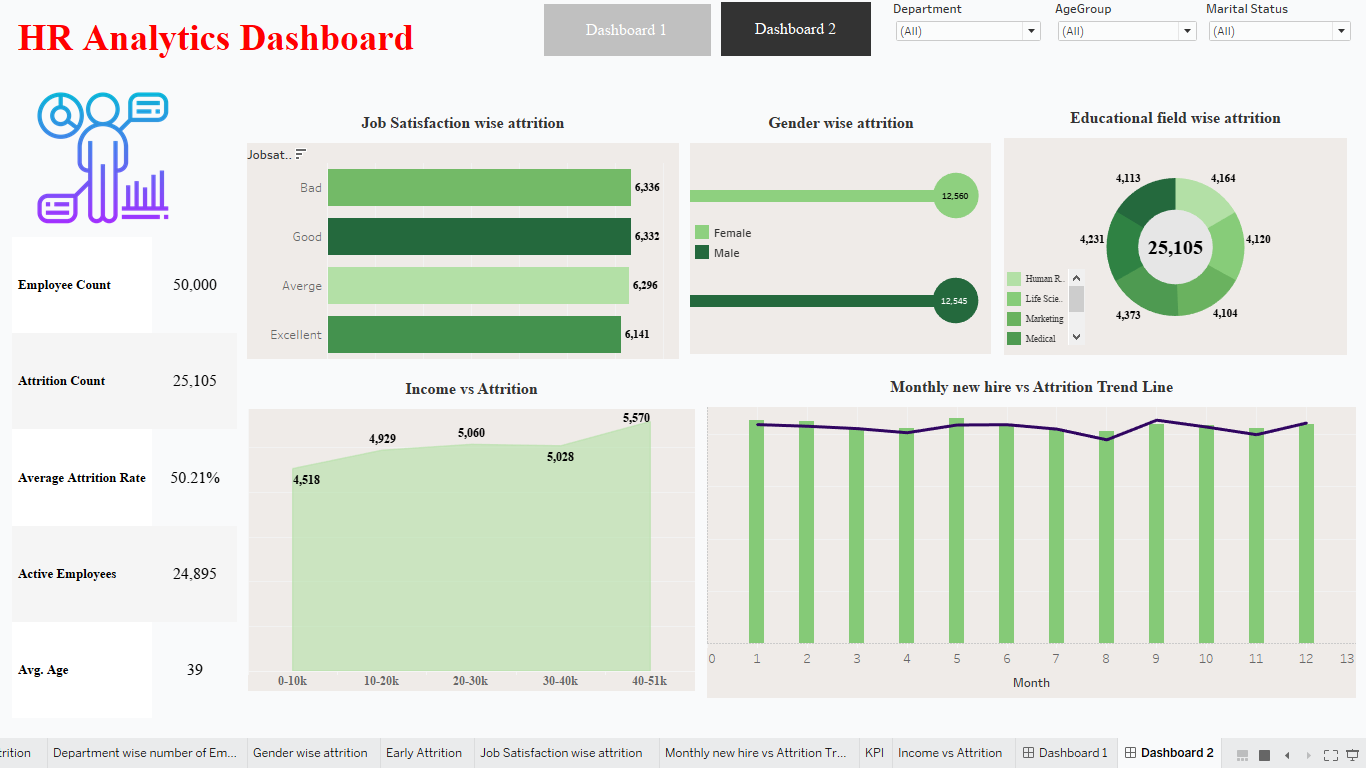 HR Analytics Dashboard
Dashboard 1
Dashboard 2
Department
(All)
AgeGroup
(All)
Marital Status
(All)
Employee Count 50,000
Attrition Count 25,105
Average Attrition Rate 50.21%
Active Employees 24,895
Avg. Age 39
Job Satisfaction wise attrition
Jobsat..
Bad 6,336
Good 6,332
Averge 6,296
Excellent 6,141
Gender wise attrition
12,560
Female
Male
12,545
Educational field wise attrition
4,113 4,164
4,231 25,105 4,120
4,373 4,104
Human R..
Life Scie..
Marketing
Medical
Income vs Attrition
4,518 4,929 5,060 5,028 5,570
0-10k 10-20k 20-30k 30-40k 40-51k
Monthly new hire vs Attrition Trend Line
0 1 2 3 4 5 6 7 8 9 10 11 12 13
Month
trition Department wise number of Em... Gender wise attrition Early Attrition Job Satisfaction wise attrition Monthly new hire vs Attrition Tr... KPI Income vs Attrition Dashboard 1 Dashboard 2